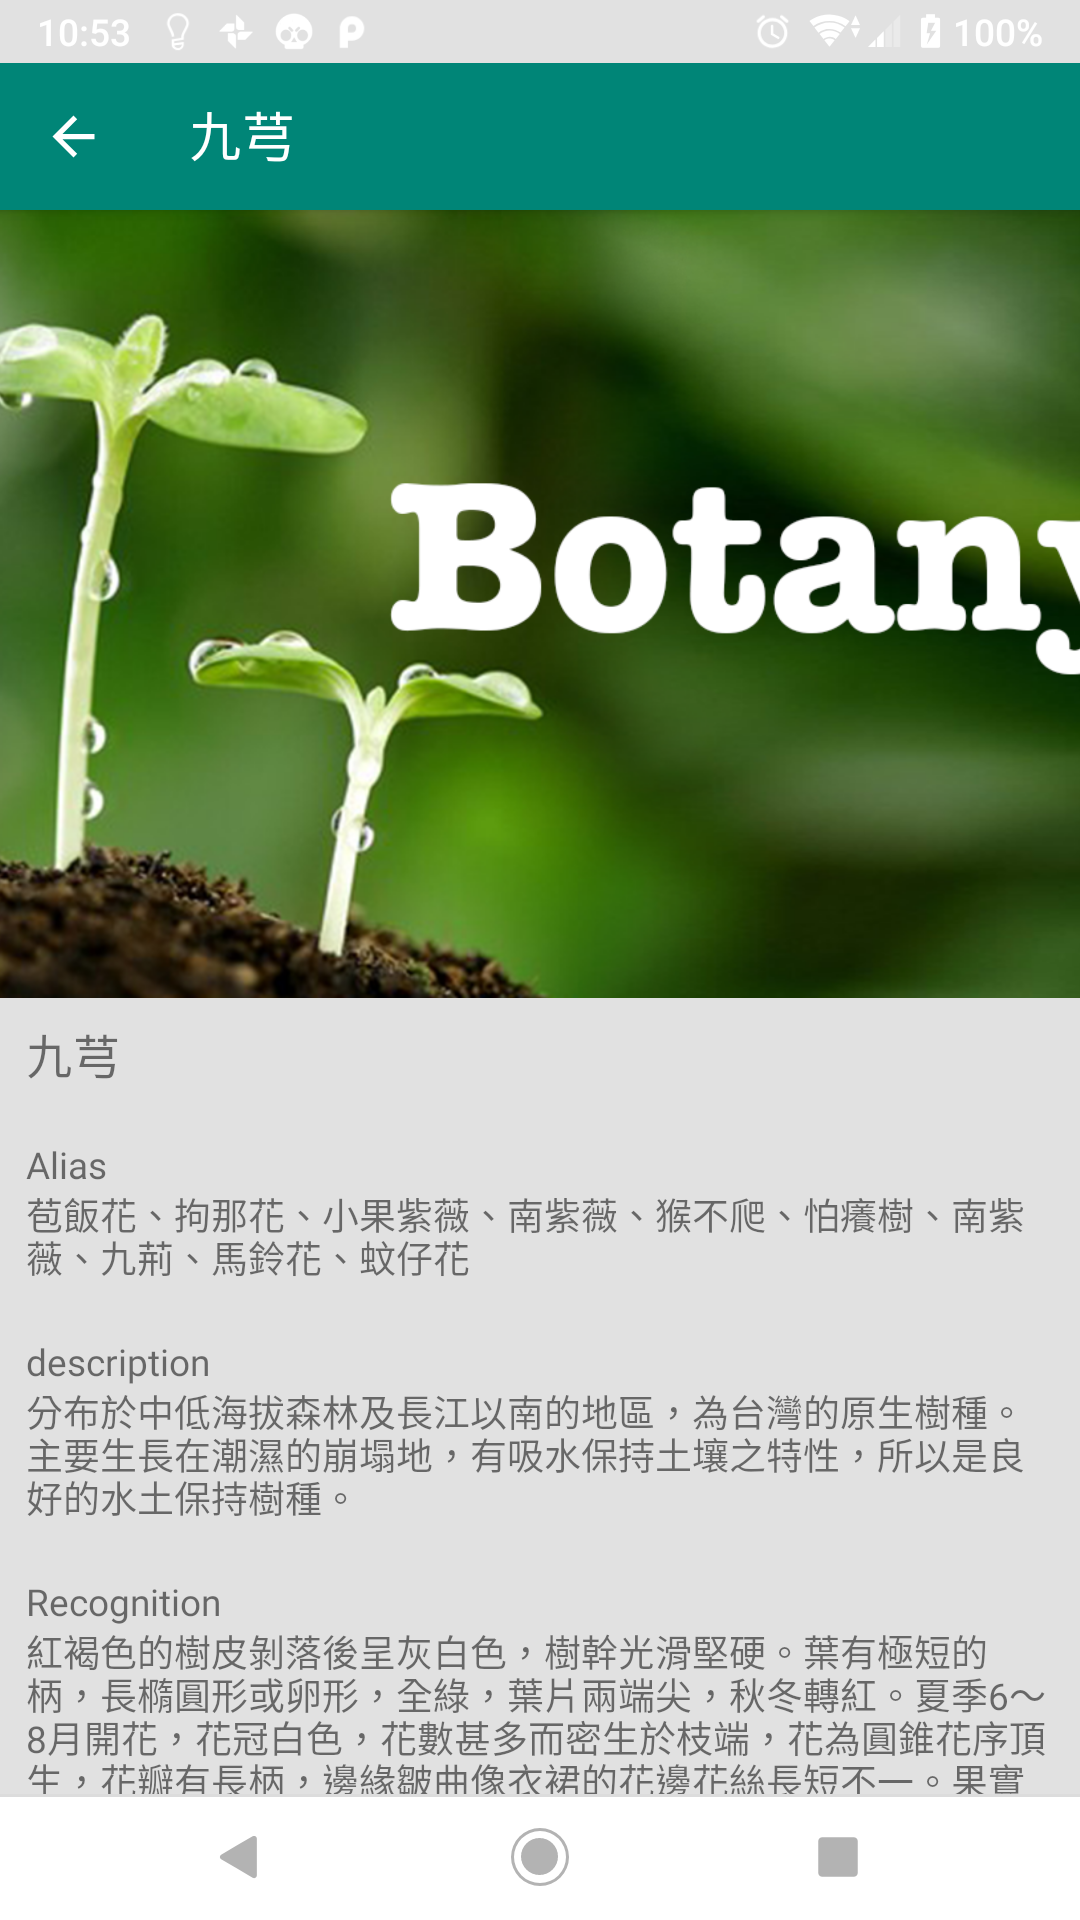 10:53
100%
九芎
Botany
九芎
Alias
苞飯花、拘那花、小果紫薇、南紫薇、猴不爬、怕癢樹、南紫
薇、九荊、馬鈴花、蚊仔花
description
分布於中低海拔森林及長江以南的地區，為台灣的原生樹種。
主要生長在潮濕的崩塌地，有吸水保持土壤之特性，所以是良
好的水土保持樹種。
Recognition
紅褐色的樹皮剝落後呈灰白色，樹幹光滑堅硬。葉有極短的
柄，長橢圓形或卵形，全綠，葉片兩端尖，秋冬轉紅。夏季6～
8月開花，花冠白色，花數甚多而密生於枝端，花為圓錐花序頂
生，花瓣有長柄，邊緣皺曲像衣裙的花邊花絲長短不一。果實